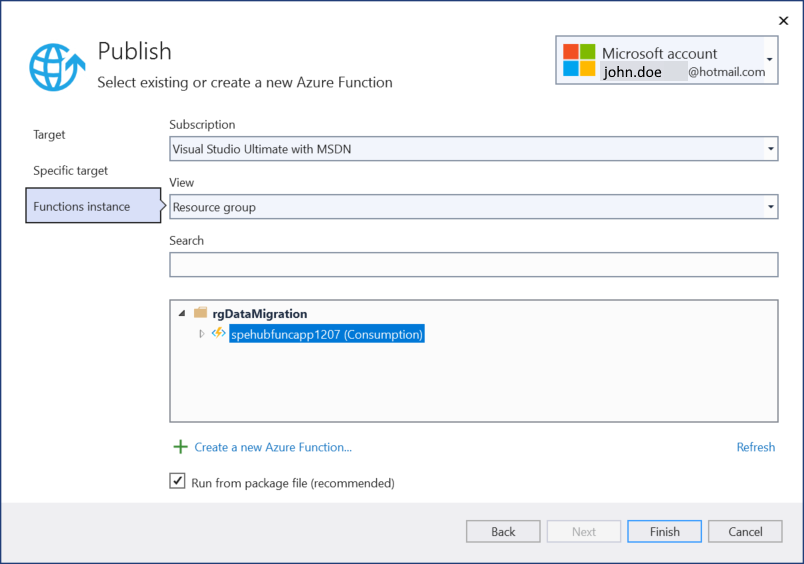 Publish
Select existing or create a new Azure Function
Microsoft account
john.doe @hotmail.com
Target
Specific target
Functions instance
Subscription
Visual Studio Ultimate with MSDN
View
Resource group
Search
rgDataMigration
spehubfuncapp1207 (Consumption)
Create a new Azure Function...
Refresh
Run from package file (recommended)
Back
Next
Finish
Cancel